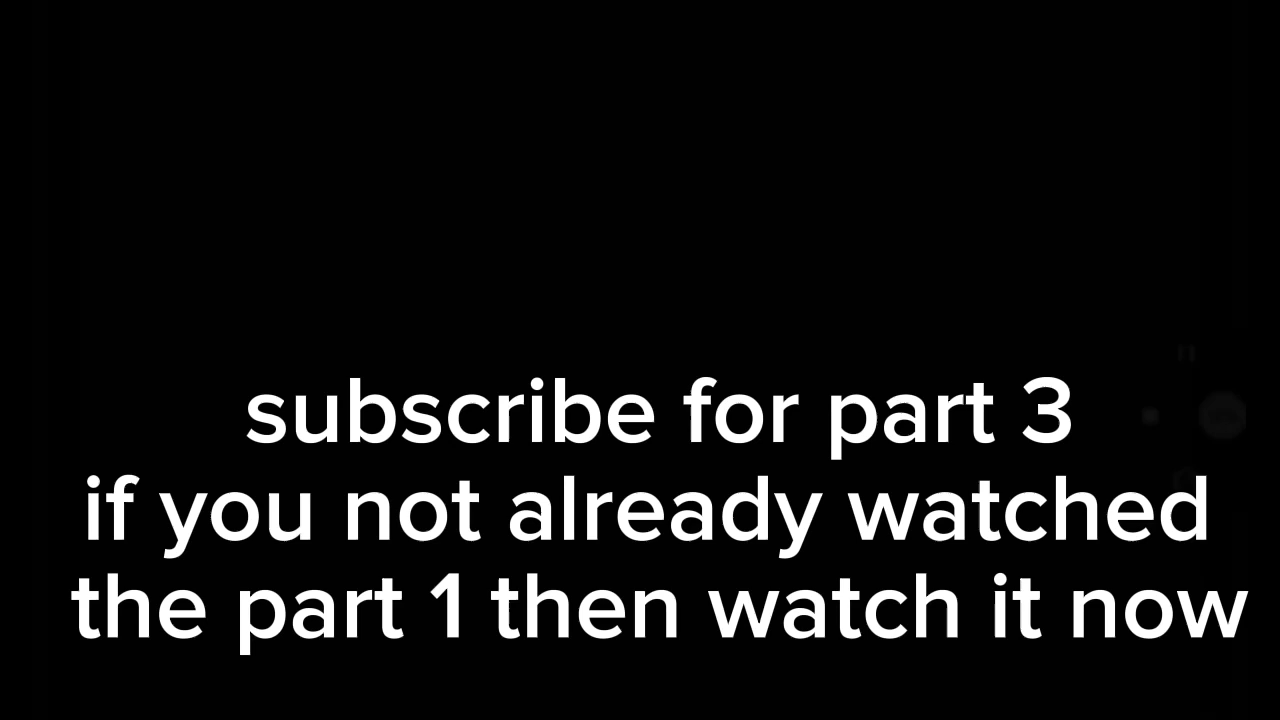 subscribe for part 3
if you not already watched
the part 1 then watch it now